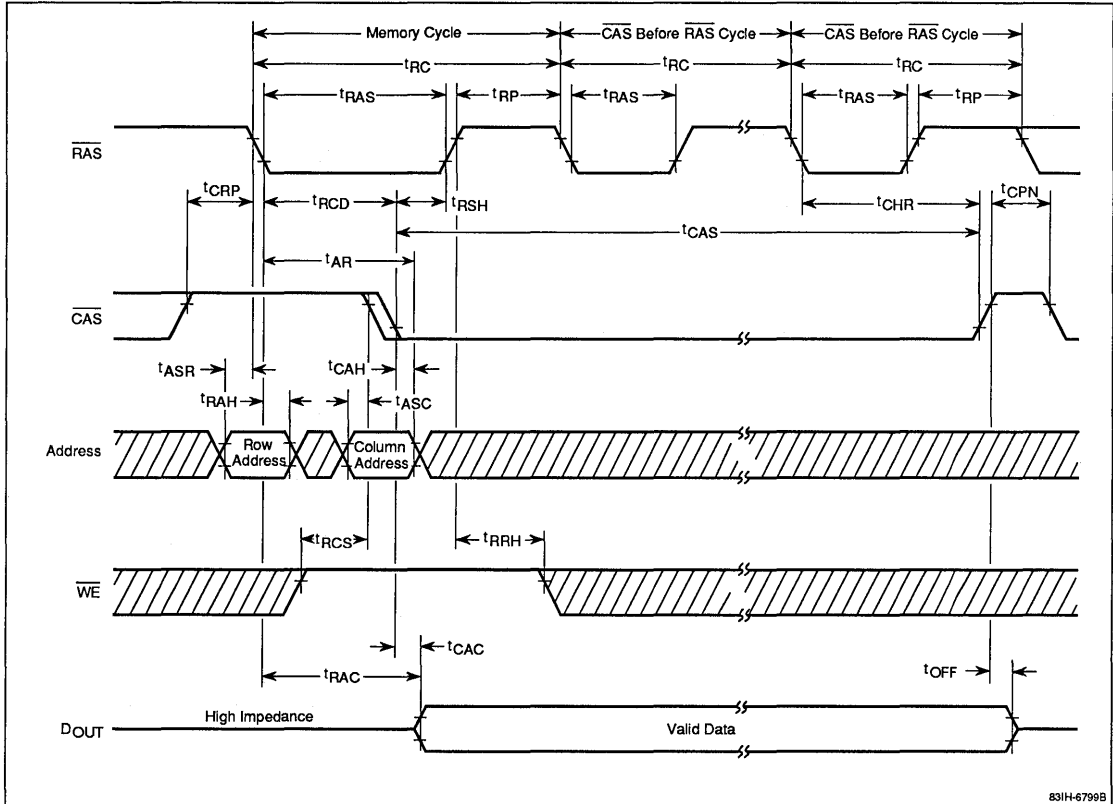 Memory Cycle
CAS Before RAS Cycle
CAS Before RAS Cycle
tRC
tRC
tRC
tRAS
tRP
tRAS
tRAS
tRP
RAS
tCRP
tRCD
tRSH
tCHR
tCPN
tCAS
tAR
CAS
tASR
tCAH
tRAH
tASC
Address
Row
Address
Column
Address
tRCS
tRRH
WE
tCAC
tRAC
tOFF
High Impedance
DOUT
Valid Data
83IH-6799B